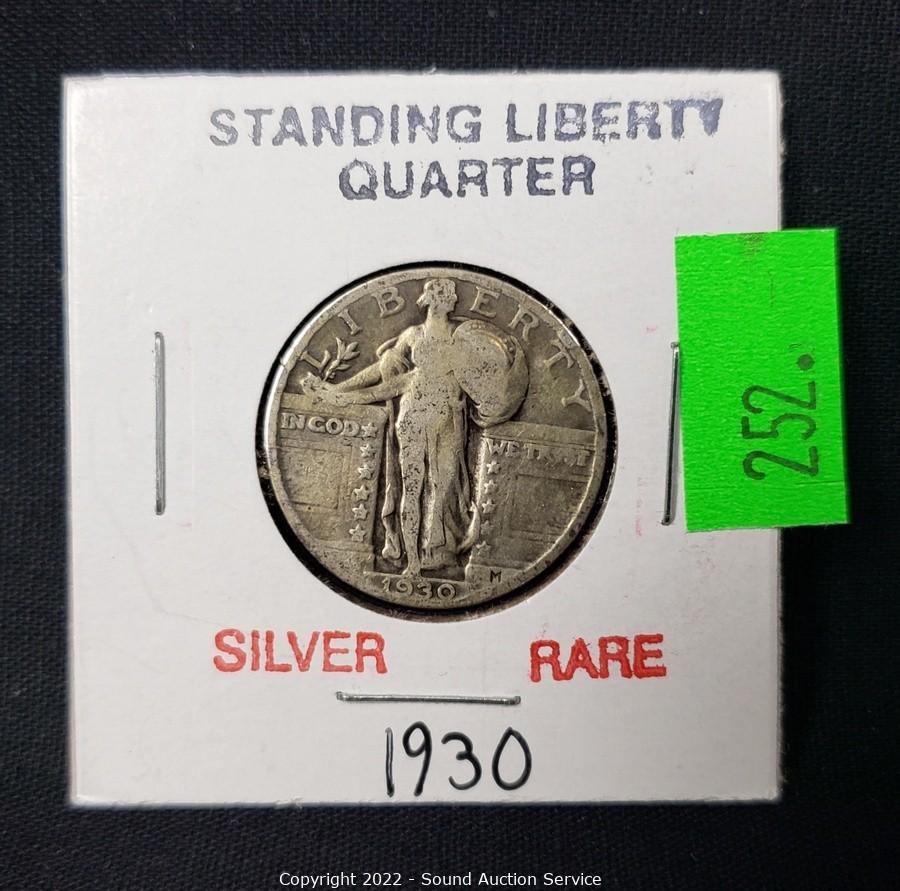 STANDING LIBERTY
QUARTER
252.
LIBERTY
IN GOD
WE TRUST
M
1930
SILVER RARE
1930
Copyright 2022 - Sound Auction Service